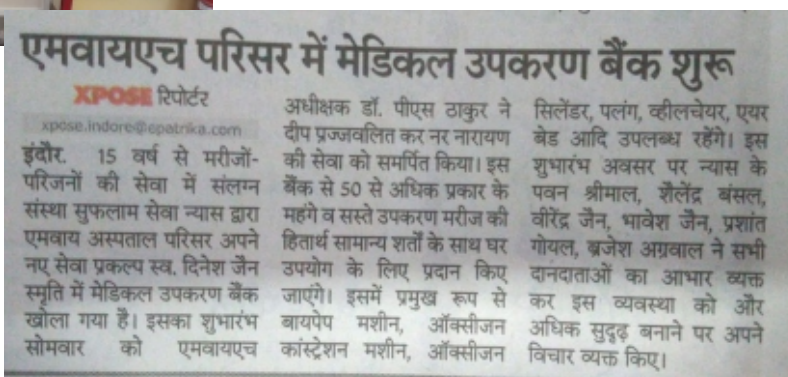 एमवायएच परिसर में मेडिकल उपकरण बैंक शुरू
XPOSE रिपोर्टर
xpose.indore@epatrika.com
इंदौर. 15 वर्ष से मरीजों-
परिजनों की सेवा में संलग्न
संस्था सुफलाम सेवा न्यास द्वारा
एमवाय अस्पताल परिसर अपने
नए सेवा प्रकल्प स्व. दिनेश जैन
स्मृति में मेडिकल उपकरण बैंक
खोला गया है। इसका शुभारंभ
सोमवार को एमवायएच
अधीक्षक डॉ. पीएस ठाकुर ने
दीप प्रज्जवलित कर नर नारायण
की सेवा को समर्पित किया। इस
बैंक से 50 से अधिक प्रकार के
महंगे व सस्ते उपकरण मरीज की
हितार्थ सामान्य शर्तों के साथ घर
उपयोग के लिए प्रदान किए
जाएंगे। इसमें प्रमुख रूप से
बायपेप मशीन, ऑक्सीजन
कांस्ट्रेशन मशीन, ऑक्सीजन
सिलेंडर, पलंग, व्हीलचेयर, एयर
बेड आदि उपलब्ध रहेंगे। इस
शुभारंभ अवसर पर न्यास के
पवन श्रीमाल, शैलेंद्र बंसल,
वीरेंद्र जैन, भावेश जैन, प्रशांत
गोयल, ब्रजेश अग्रवाल ने सभी
दानदाताओं का आभार व्यक्त
कर इस व्यवस्था को और
अधिक सुदृढ़ बनाने पर अपने
विचार व्यक्त किए।